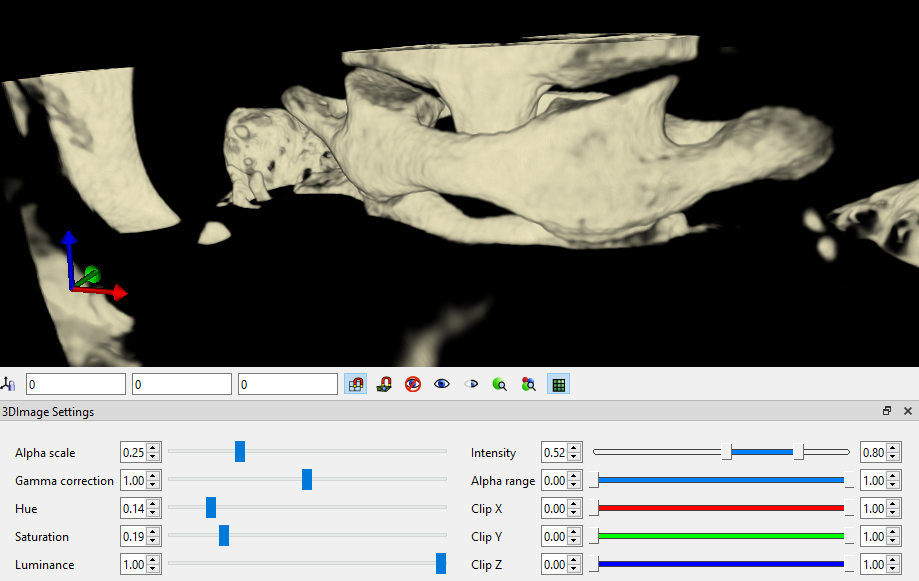 0 0 0
3DImage Settings
Alpha scale 0.25 Intensity 0.52 0.80
Gamma correction 1.00 Alpha range 0.00 1.00
Hue 0.14 Clip X 0.00 1.00
Saturation 0.19 Clip Y 0.00 1.00
Luminance 1.00 Clip Z 0.00 1.00